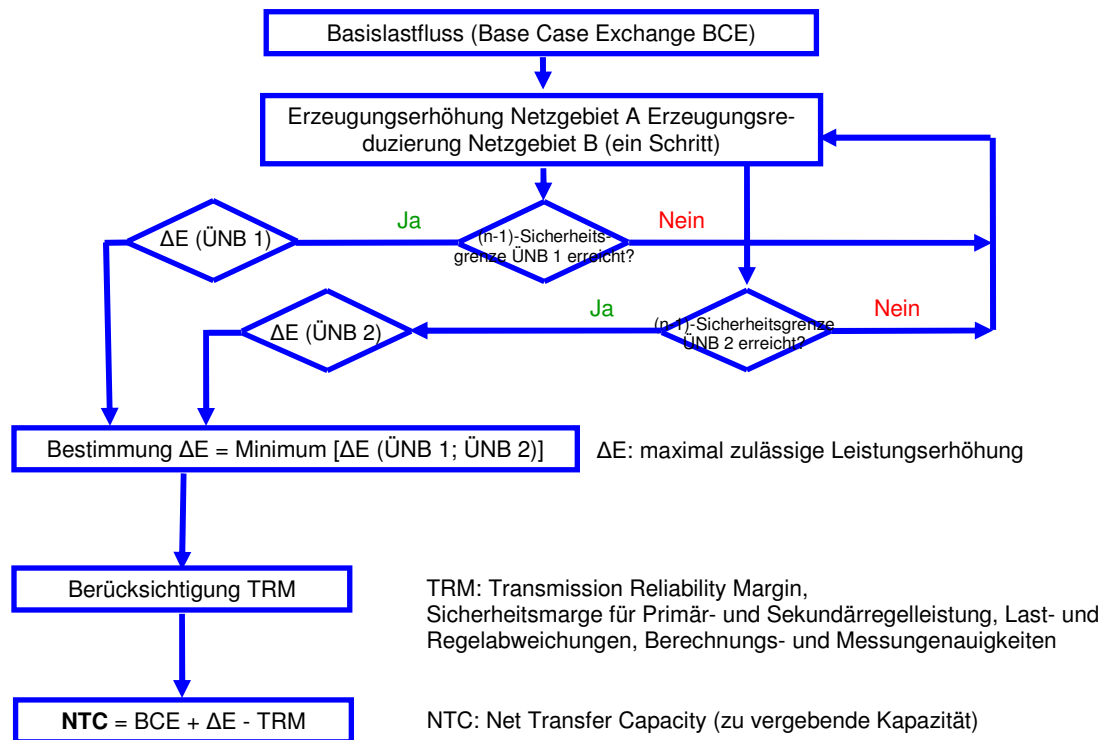 Basislastfluss (Base Case Exchange BCE)
Erzeugungserhöhung Netzgebiet A Erzeugungsre-
duzierung Netzgebiet B (ein Schritt)
Ja
Nein
ΔE (ÜNB 1)
(n-1)-Sicherheits-
grenze ÜNB 1 erreicht?
Ja
Nein
ΔE (ÜNB 2)
(n-1)-Sicherheitsgrenze
ÜNB 2 erreicht?
Bestimmung ΔE = Minimum [ΔE (ÜNB 1; ÜNB 2)]
ΔE: maximal zulässige Leistungserhöhung
Berücksichtigung TRM
TRM: Transmission Reliability Margin,
Sicherheitsmarge für Primär- und Sekundärregelleistung, Last- und
Regelabweichungen, Berechnungs- und Messungenauigkeiten
NTC = BCE + ΔE - TRM
NTC: Net Transfer Capacity (zu vergebende Kapazität)